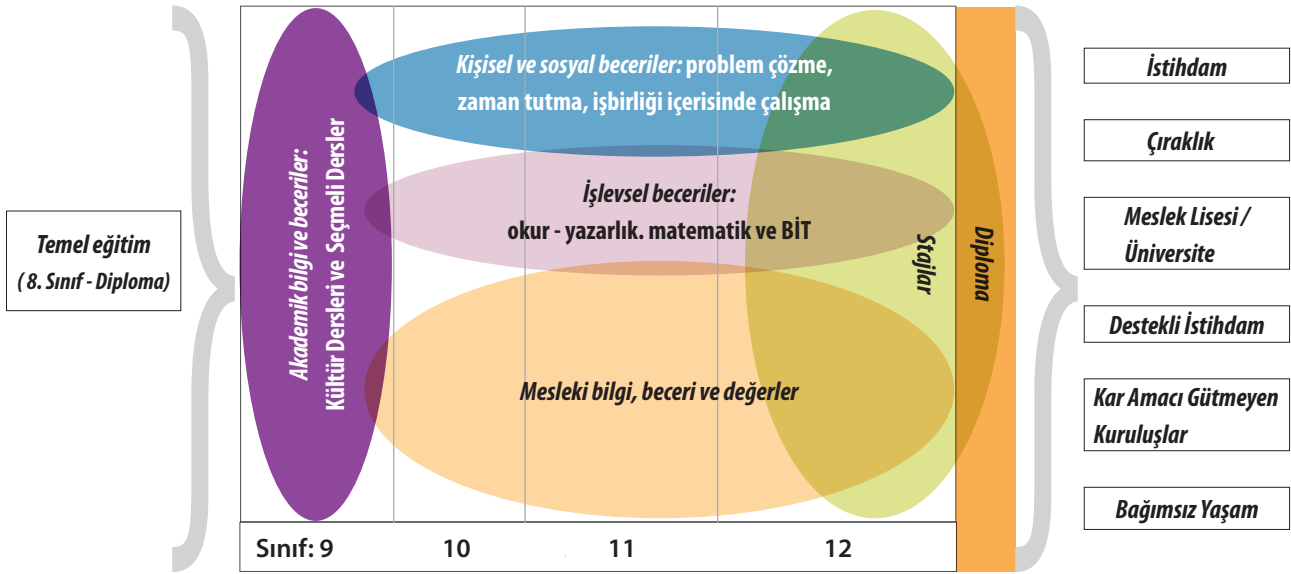 Temel eğitim
( 8. Sınıf - Diploma)
Akademik bilgi ve beceriler:
Kültür Dersleri ve Seçmeli Dersler
Kişisel ve sosyal beceriler: problem çözme,
zaman tutma, işbirliği içerisinde çalışma
İşlevsel beceriler:
okur - yazarlık. matematik ve BİT
Mesleki bilgi, beceri ve değerler
Stajlar
Diploma
Sınıf: 9 10 11 12
İstihdam
Çıraklık
Meslek Lisesi /
Üniversite
Destekli İstihdam
Kar Amacı Gütmeyen
Kuruluşlar
Bağımsız Yaşam